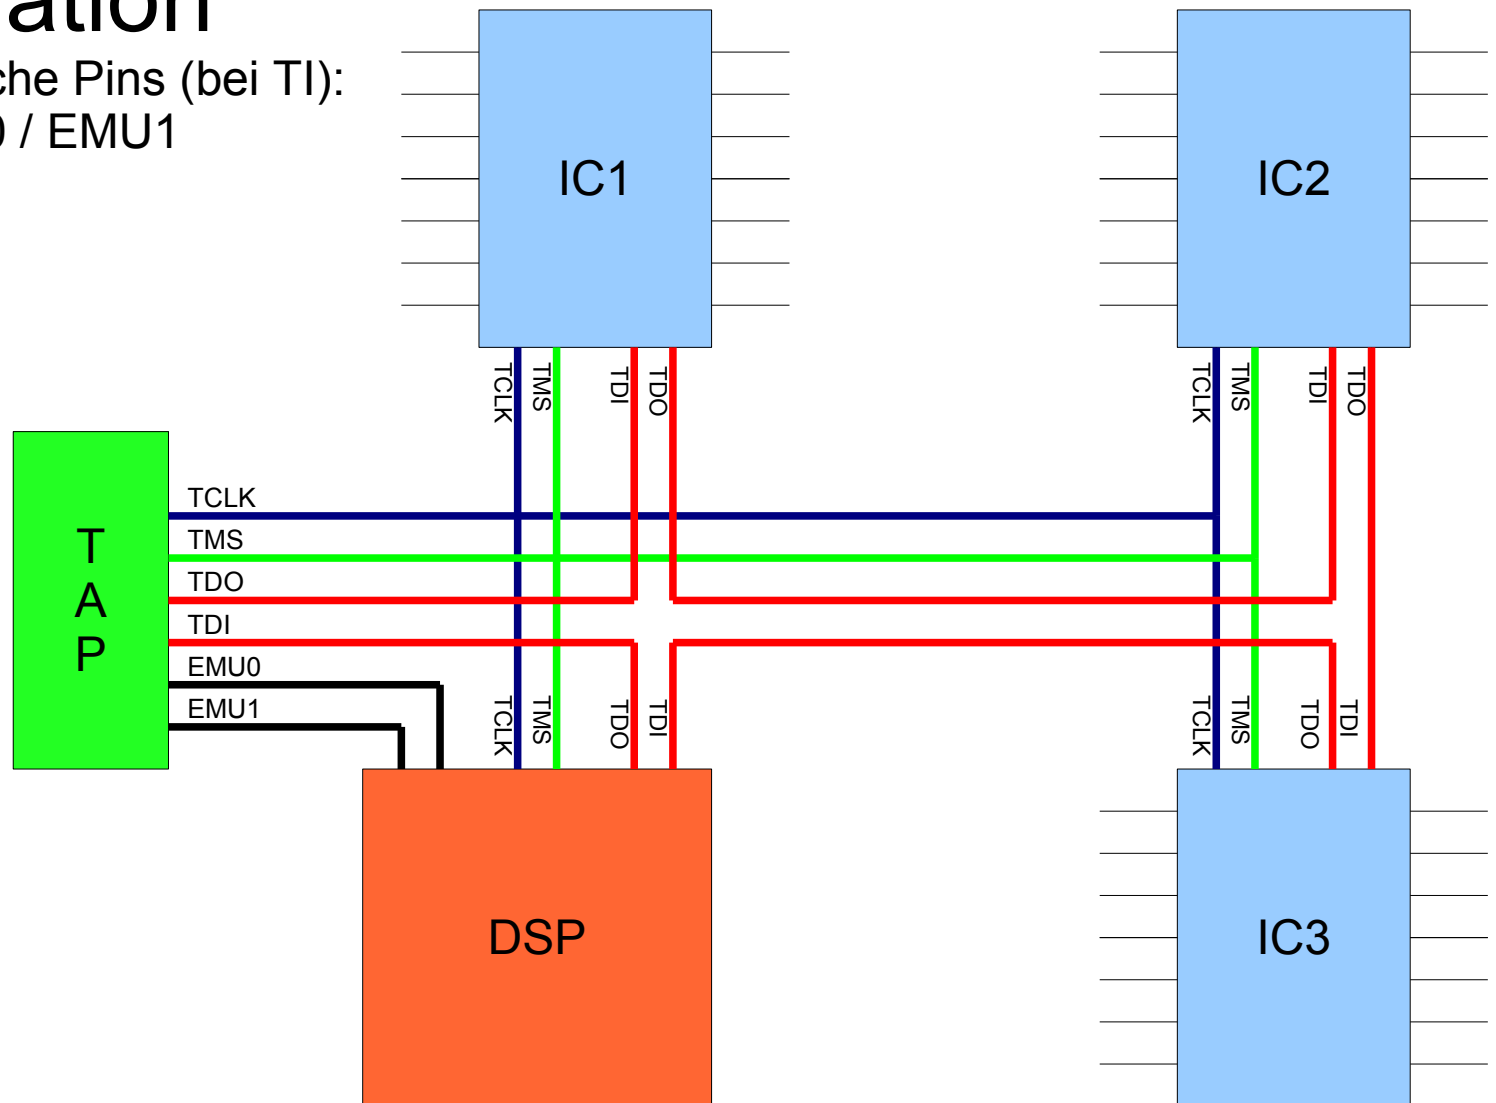 ation
che Pins (bei TI):
/ EMU1
IC1
IC2
TCLK
TMS
TDI
TDO
TCLK
TMS
TDI
TDO
TAP
TCLK
TMS
TDO
TDI
EMU0
EMU1
TCLK
TMS
TDO
TDI
TCLK
TMS
TDO
TDI
DSP
IC3